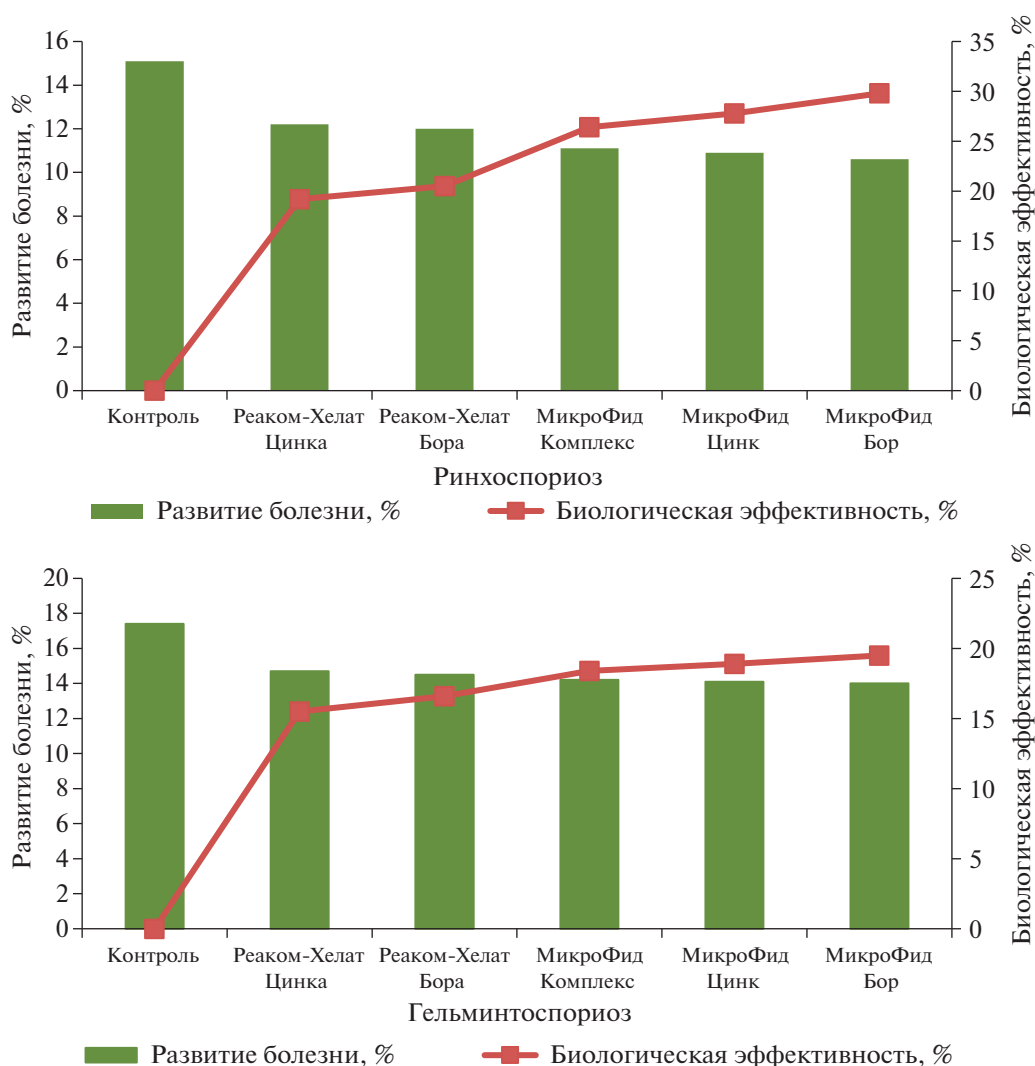 Развитие болезни, %
16
14
12
10
8
6
4
2
0
35
30
25
20
15
10
5
0
Биологическая эффективность, %
Контроль
Реаком-Хелат
Цинка
Реаком-Хелат
Бора
МикроФид
Комплекс
МикроФид
Цинк
МикроФид
Бор
Ринхоспориоз
Развитие болезни, %
Биологическая эффективность, %
Развитие болезни, %
20
18
16
14
12
10
8
6
4
2
0
25
20
15
10
5
0
Биологическая эффективность, %
Контроль
Реаком-Хелат
Цинка
Реаком-Хелат
Бора
МикроФид
Комплекс
МикроФид
Цинк
МикроФид
Бор
Гельминтоспориоз
Развитие болезни, %
Биологическая эффективность, %